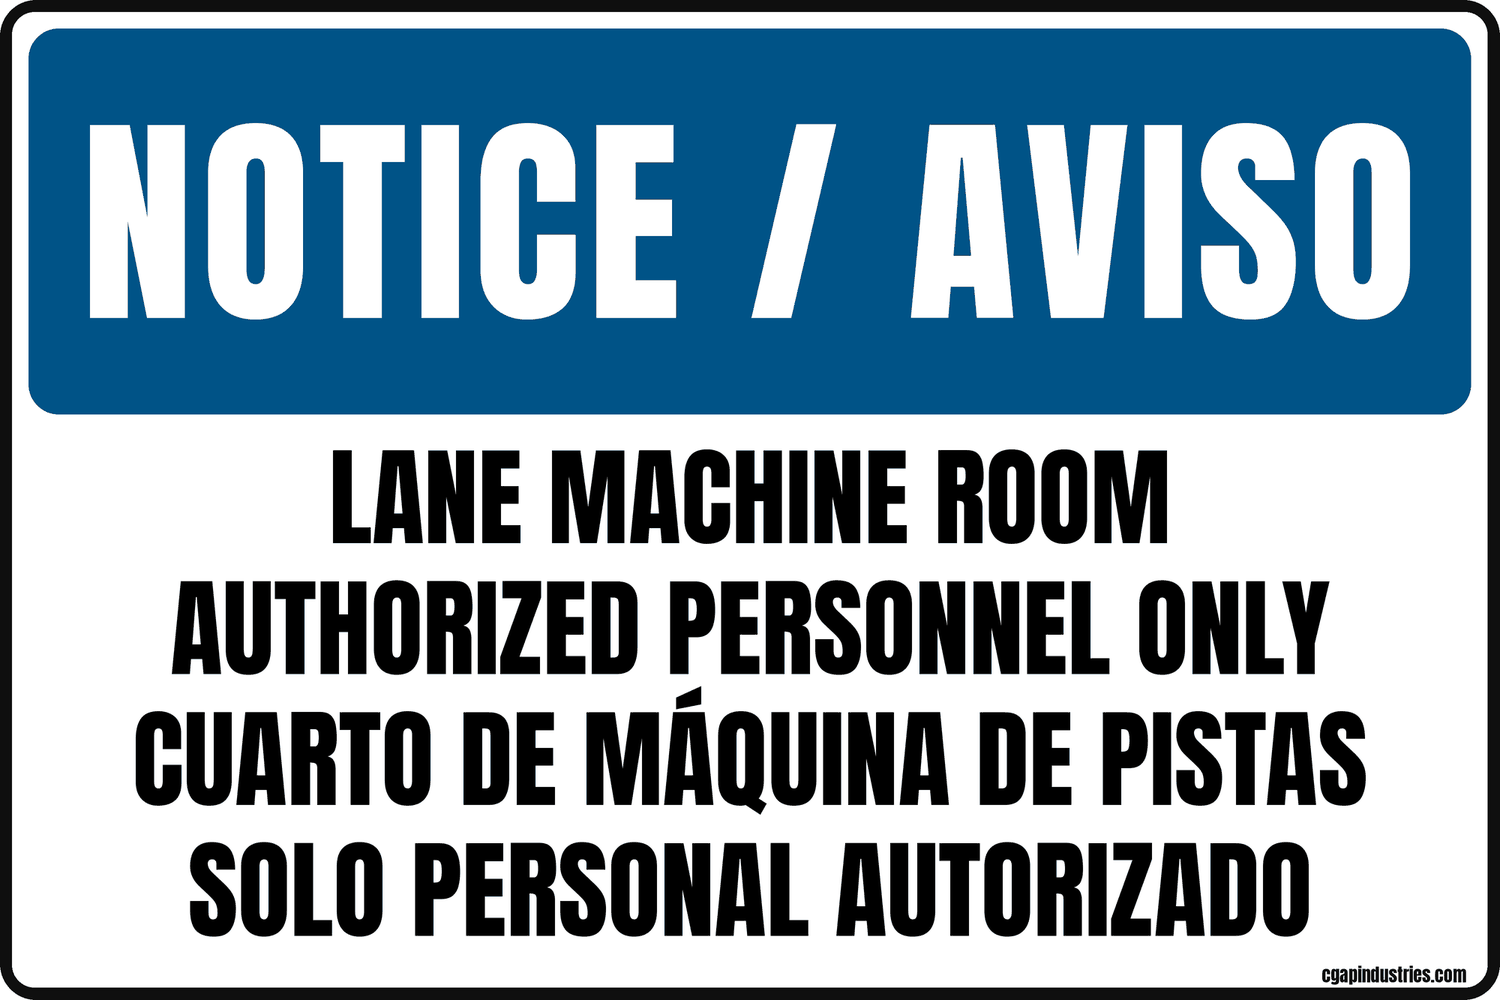 NOTICE / AVISO
LANE MACHINE ROOM
AUTHORIZED PERSONNEL ONLY
CUARTO DE MÁQUINA DE PISTAS
SOLO PERSONAL AUTORIZADO
cgapindustries.com